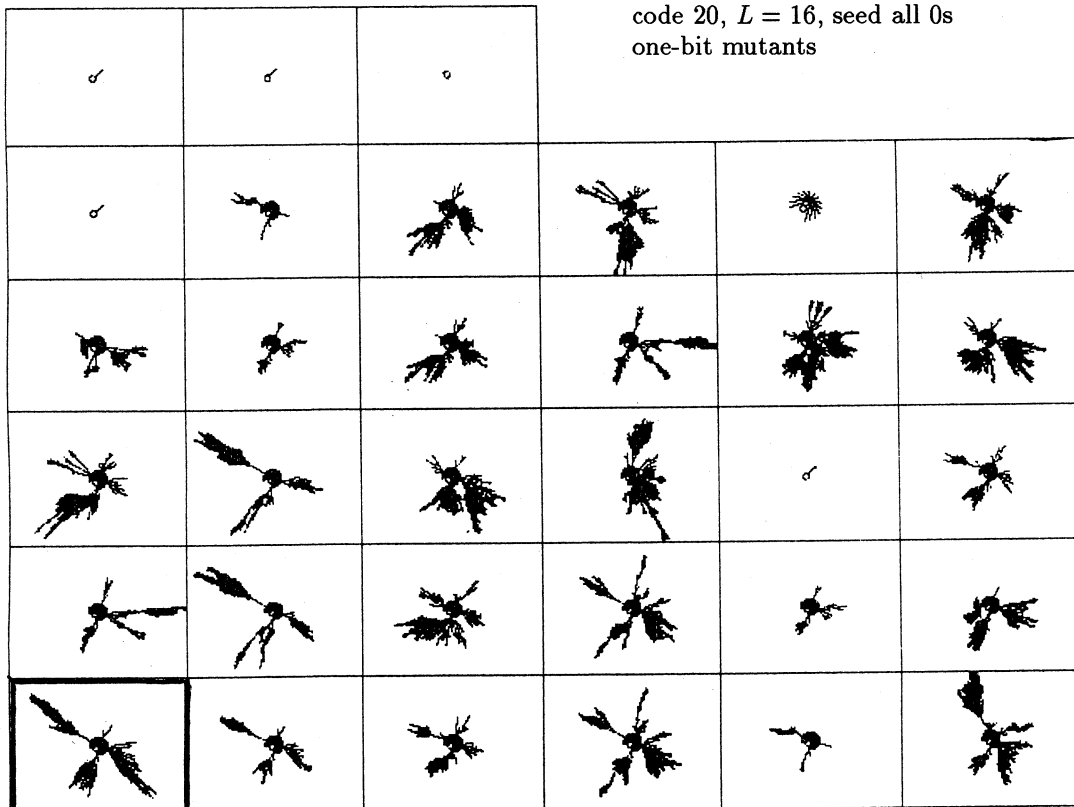 code 20, L = 16, seed all 0s
one-bit mutants